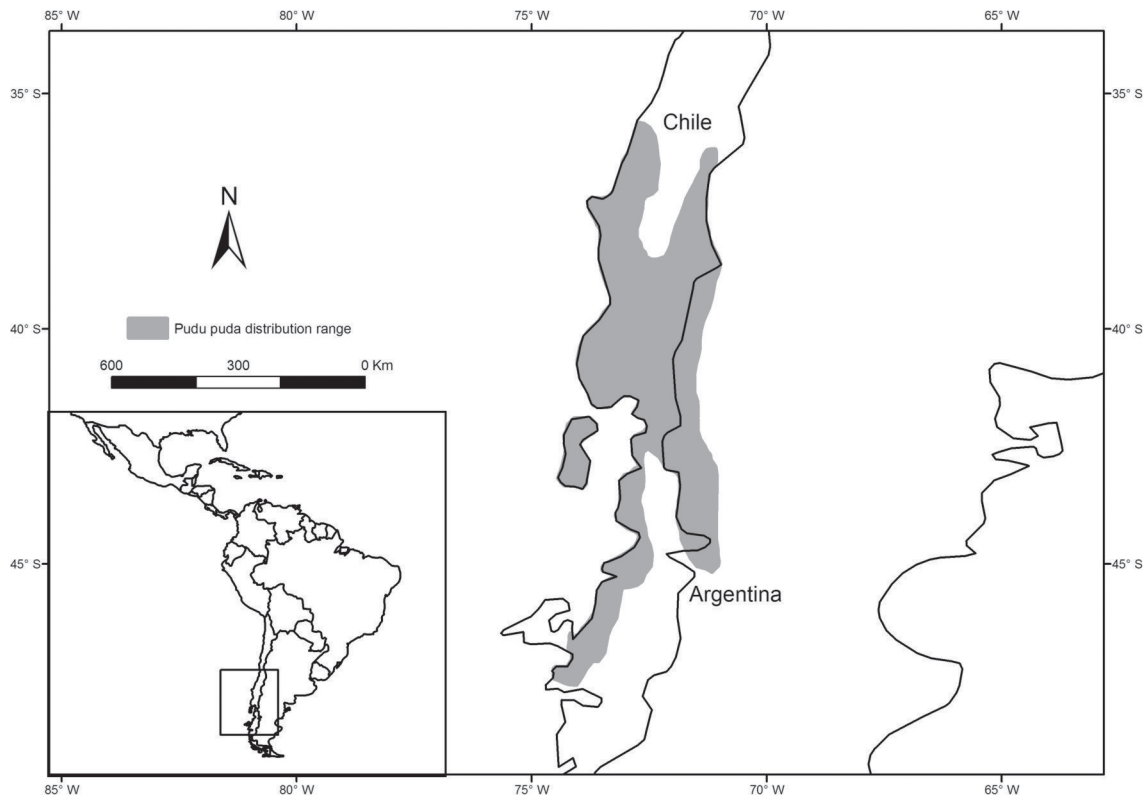 85° W 80° W 75° W 70° W 65° W
35° S 35° S
Chile
N
40° S 40° S
Pudu puda distribution range
600 300 0 Km
45° S 45° S
Argentina
85° W 80° W 75° W 70° W 65° W